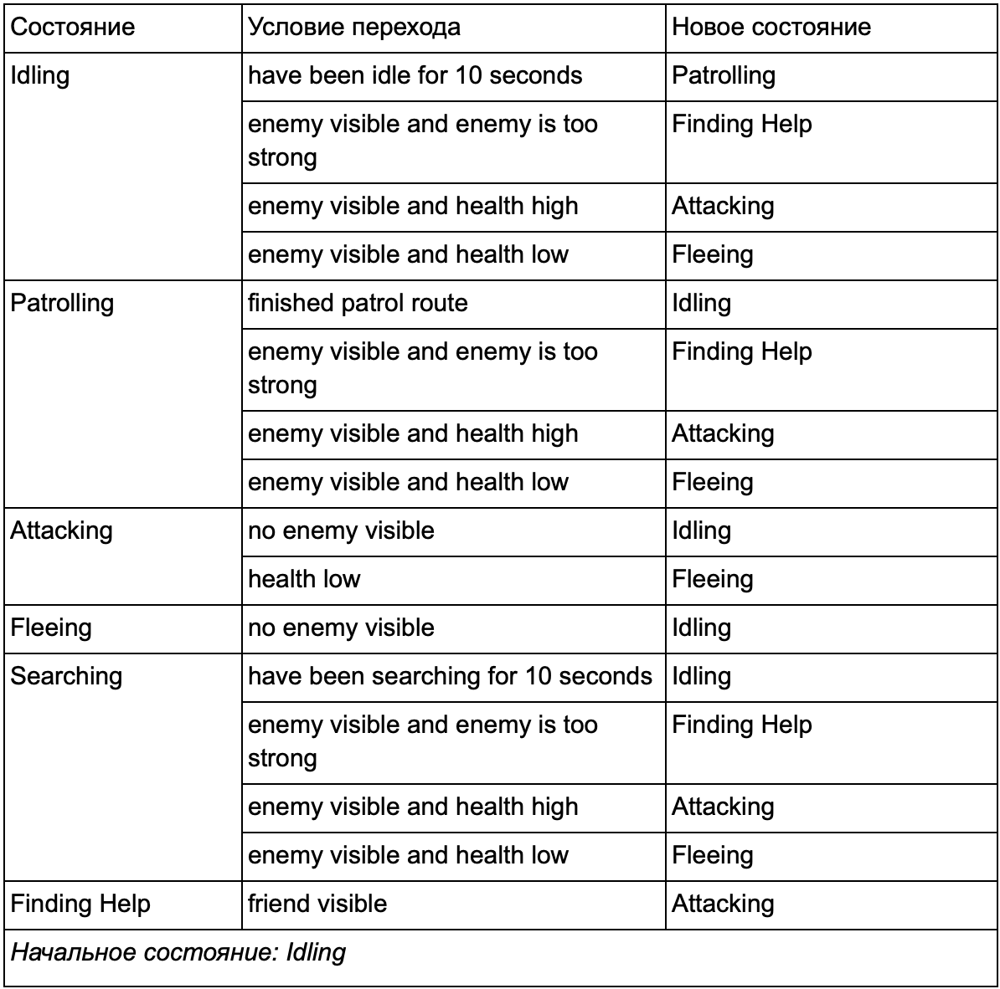 Состояние Условие перехода Новое состояние
Idling have been idle for 10 seconds Patrolling
enemy visible and enemy is too Finding Help
strong
enemy visible and health high Attacking
enemy visible and health low Fleeing
Patrolling finished patrol route Idling
enemy visible and enemy is too Finding Help
strong
enemy visible and health high Attacking
enemy visible and health low Fleeing
Attacking no enemy visible Idling
health low Fleeing
Fleeing no enemy visible Idling
Searching have been searching for 10 seconds Idling
enemy visible and enemy is too Finding Help
strong
enemy visible and health high Attacking
enemy visible and health low Fleeing
Finding Help friend visible Attacking
Начальное состояние: Idling